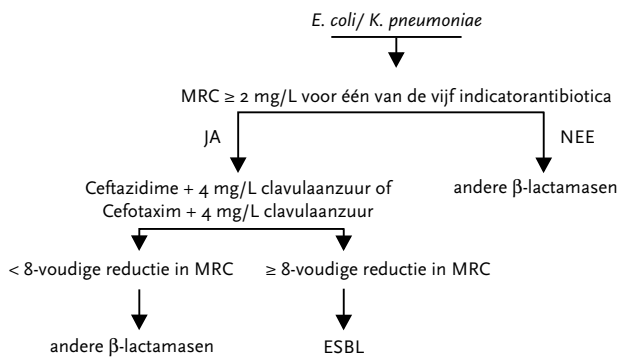 E. coli/ K. pneumoniae
MRC ≥ 2 mg/L voor één van de vijf indicatorantibiotica
JA
NEE
Ceftazidime + 4 mg/L clavulaanzuur of
Cefotaxim + 4 mg/L clavulaanzuur
andere β-lactamasen
< 8-voudige reductie in MRC
≥ 8-voudige reductie in MRC
andere β-lactamasen
ESBL